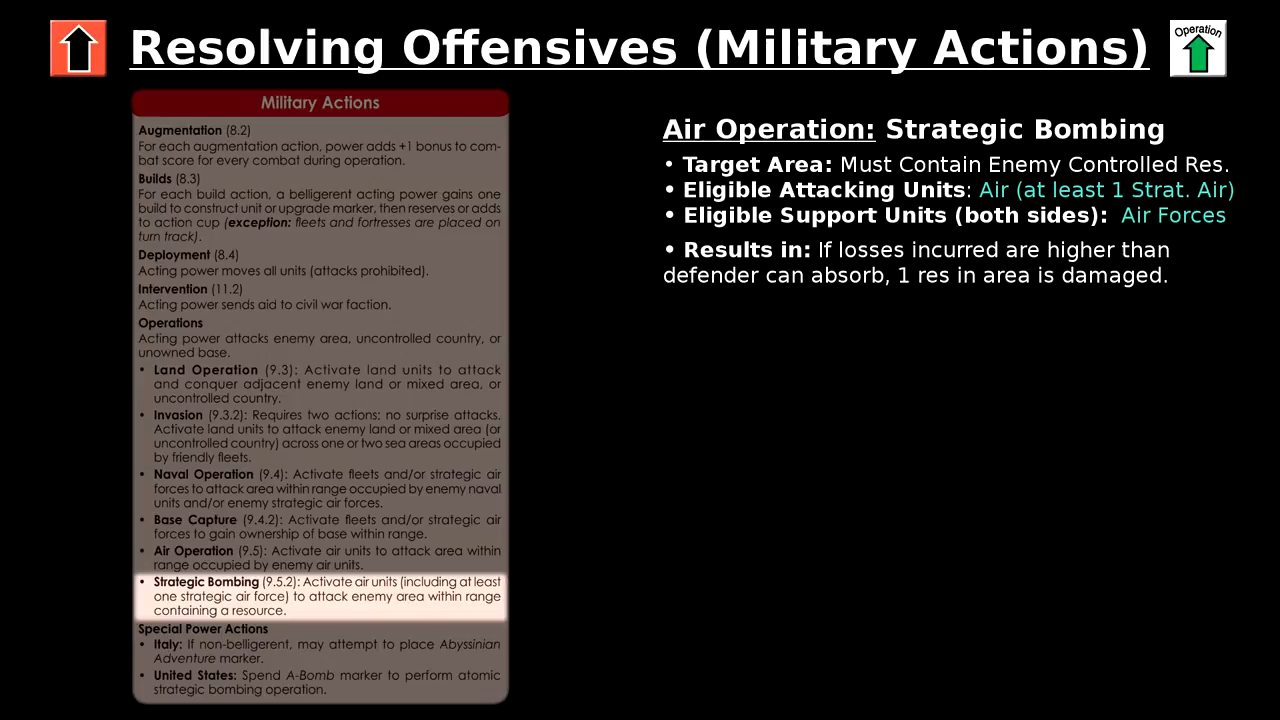 Resolving Offensives (Military Actions)
Operation
Military Actions
Augmentation (8.2)
For each augmentation action, power adds +1 bonus to com-
bat score for every combat during operation.
Builds (8.3)
For each build action, a belligerent acting power gains one
build to construct unit or upgrade marker, then reserves or adds
to action cup (exception: fleets and fortresses are placed on
turn track).
Deployment (8.4)
Acting power moves all units (attacks prohibited).
Intervention (11.2)
Acting power sends aid to civil war faction.
Operations
Acting power attacks enemy area, uncontrolled country, or
unowned base.
• Land Operation (9.3): Activate land units to attack
and conquer adjacent enemy land or mixed area, or
uncontrolled country.
• Invasion (9.3.2): Requires two actions; no surprise attacks.
Activate land units to attack enemy land or mixed area (or
uncontrolled country) across one or two sea areas occupied
by friendly fleets.
• Naval Operation (9.4): Activate fleets and/or strategic air
forces to attack area within range occupied by enemy naval
units and/or enemy strategic air forces.
• Base Capture (9.4.2): Activate fleets and/or strategic air
forces to gain ownership of base within range.
• Air Operation (9.5): Activate air units to attack area within
range occupied by enemy air units.
• Strategic Bombing (9.5.2): Activate air units (including at least
one strategic air force) to attack enemy area within range
containing a resource.
Special Power Actions
• Italy: If non-belligerent, may attempt to place Abyssinian
Adventure marker.
• United States: Spend A-Bomb marker to perform atomic
strategic bombing operation.
Air Operation: Strategic Bombing
• Target Area: Must Contain Enemy Controlled Res.
• Eligible Attacking Units: Air (at least 1 Strat. Air)
• Eligible Support Units (both sides): Air Forces
• Results in: If losses incurred are higher than
defender can absorb, 1 res in area is damaged.